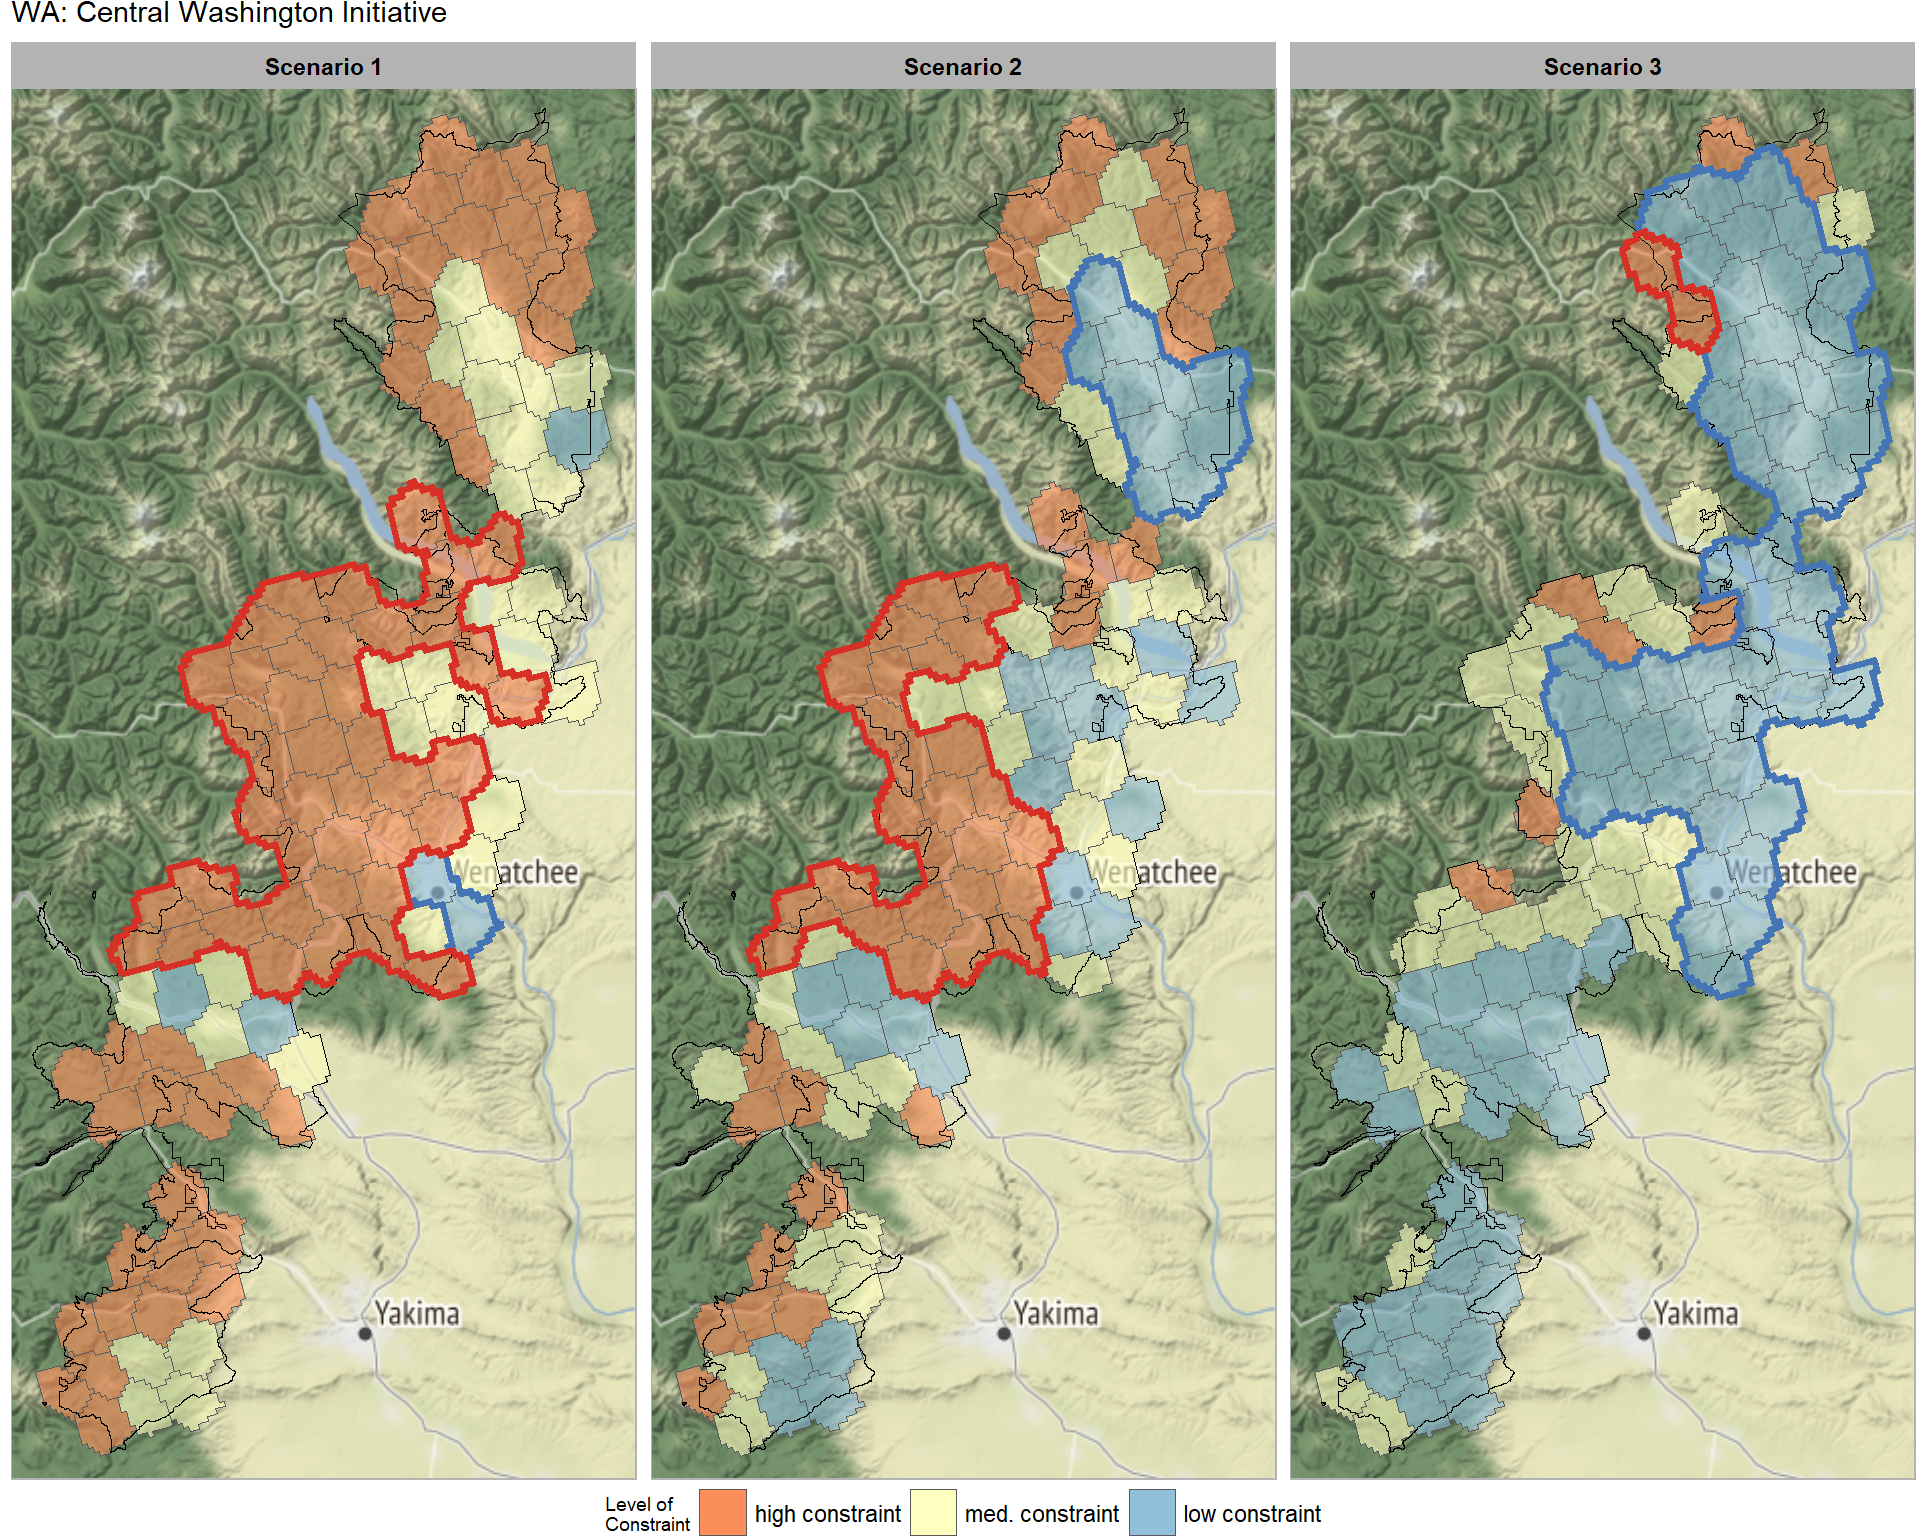 WA: Central Washington Initiative
Scenario 1
Scenario 2
Scenario 3
Wenatchee
Wenatchee
Wenatchee
Yakima
Yakima
Yakima
Level of
Constraint
high constraint
med. constraint
low constraint